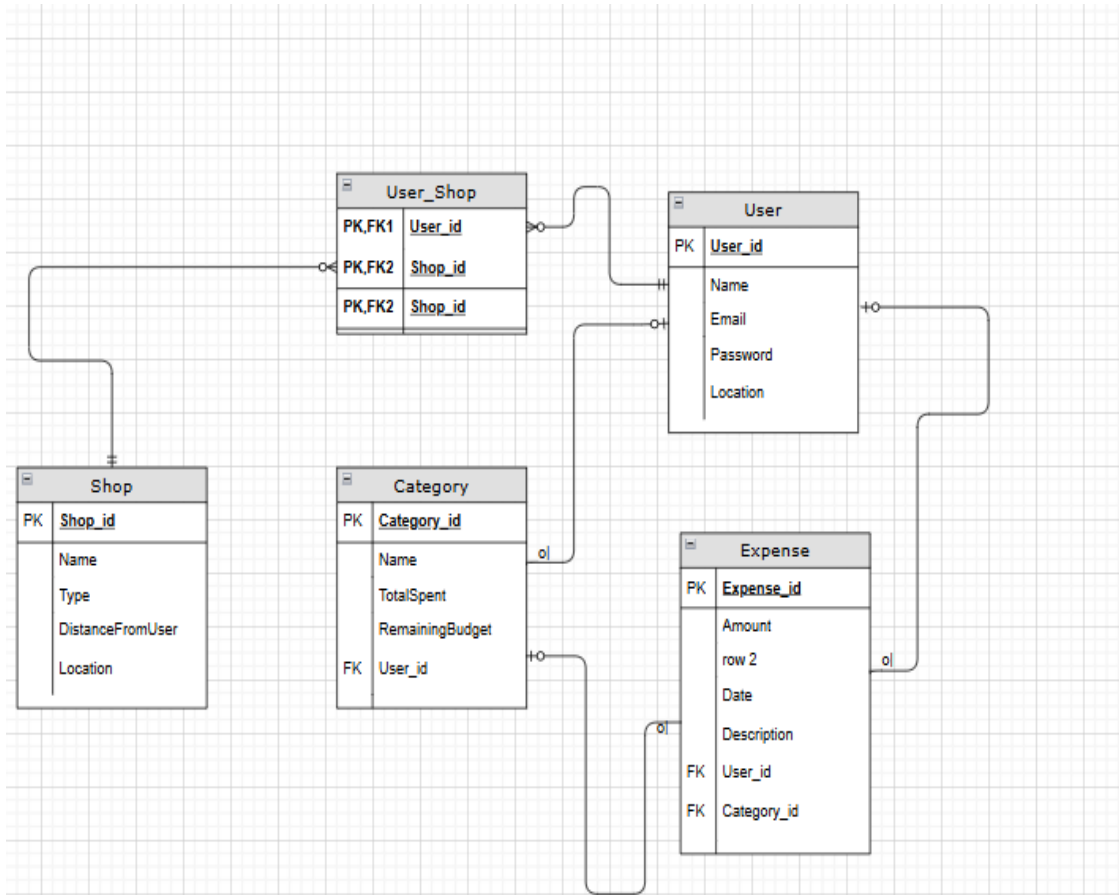 User_Shop
PK,FK1 User_id
PK,FK2 Shop_id
PK,FK2 Shop_id
User
PK User_id
Name
Email
Password
Location
Shop
PK Shop_id
Name
Type
DistanceFromUser
Location
Category
PK Category_id
Name
TotalSpent
RemainingBudget
FK User_id
o|
Expense
PK Expense_id
Amount
row 2
Date
Description
FK User_id
FK Category_id
o|
o|